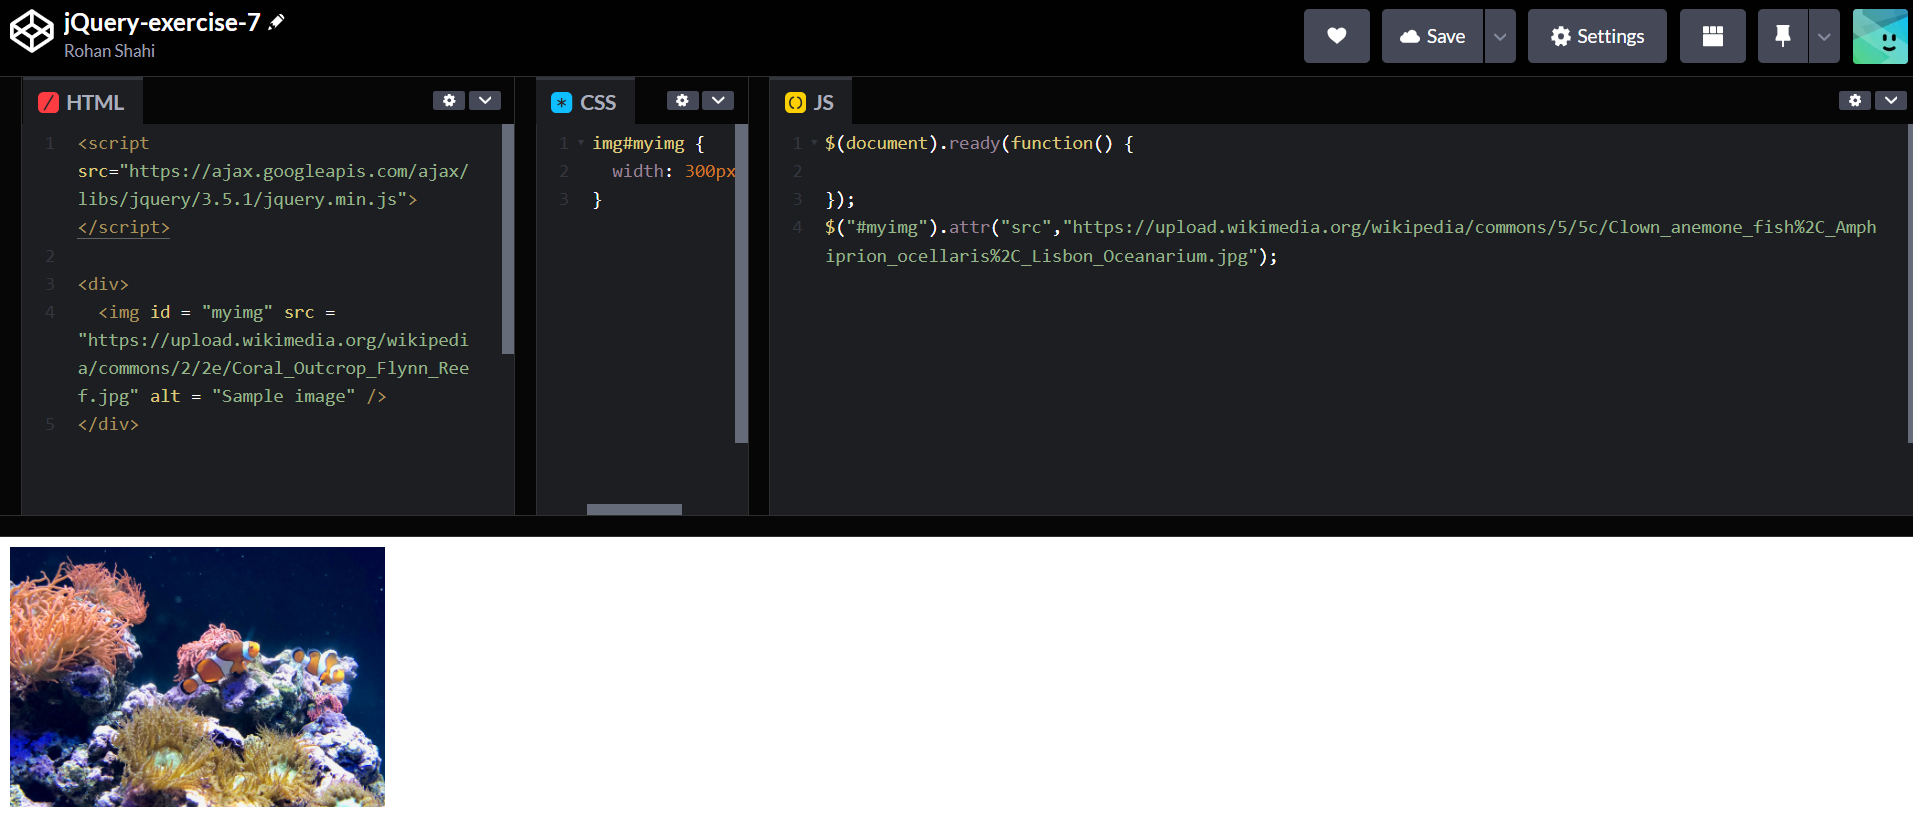 jQuery-exercise-7
Rohan Shahi
Save
Settings
HTML
1 <script
src="https://ajax.googleapis.com/ajax/
libs/jquery/3.5.1/jquery.min.js">
</script>
2
3 <div>
4 <img id = "myimg" src =
"https://upload.wikimedia.org/wikipedi
a/commons/2/2e/Coral_Outcrop_Flynn_Ree
f.jpg" alt = "Sample image" />
5 </div>
CSS
1 img#myimg {
2 width: 300px
3 }
JS
1 $(document).ready(function() {
2
3 });
4 $("#myimg").attr("src","https://upload.wikimedia.org/wikipedia/commons/5/5c/Clown_anemone_fish%2C_Amph
iprion_ocellaris%2C_Lisbon_Oceanarium.jpg");